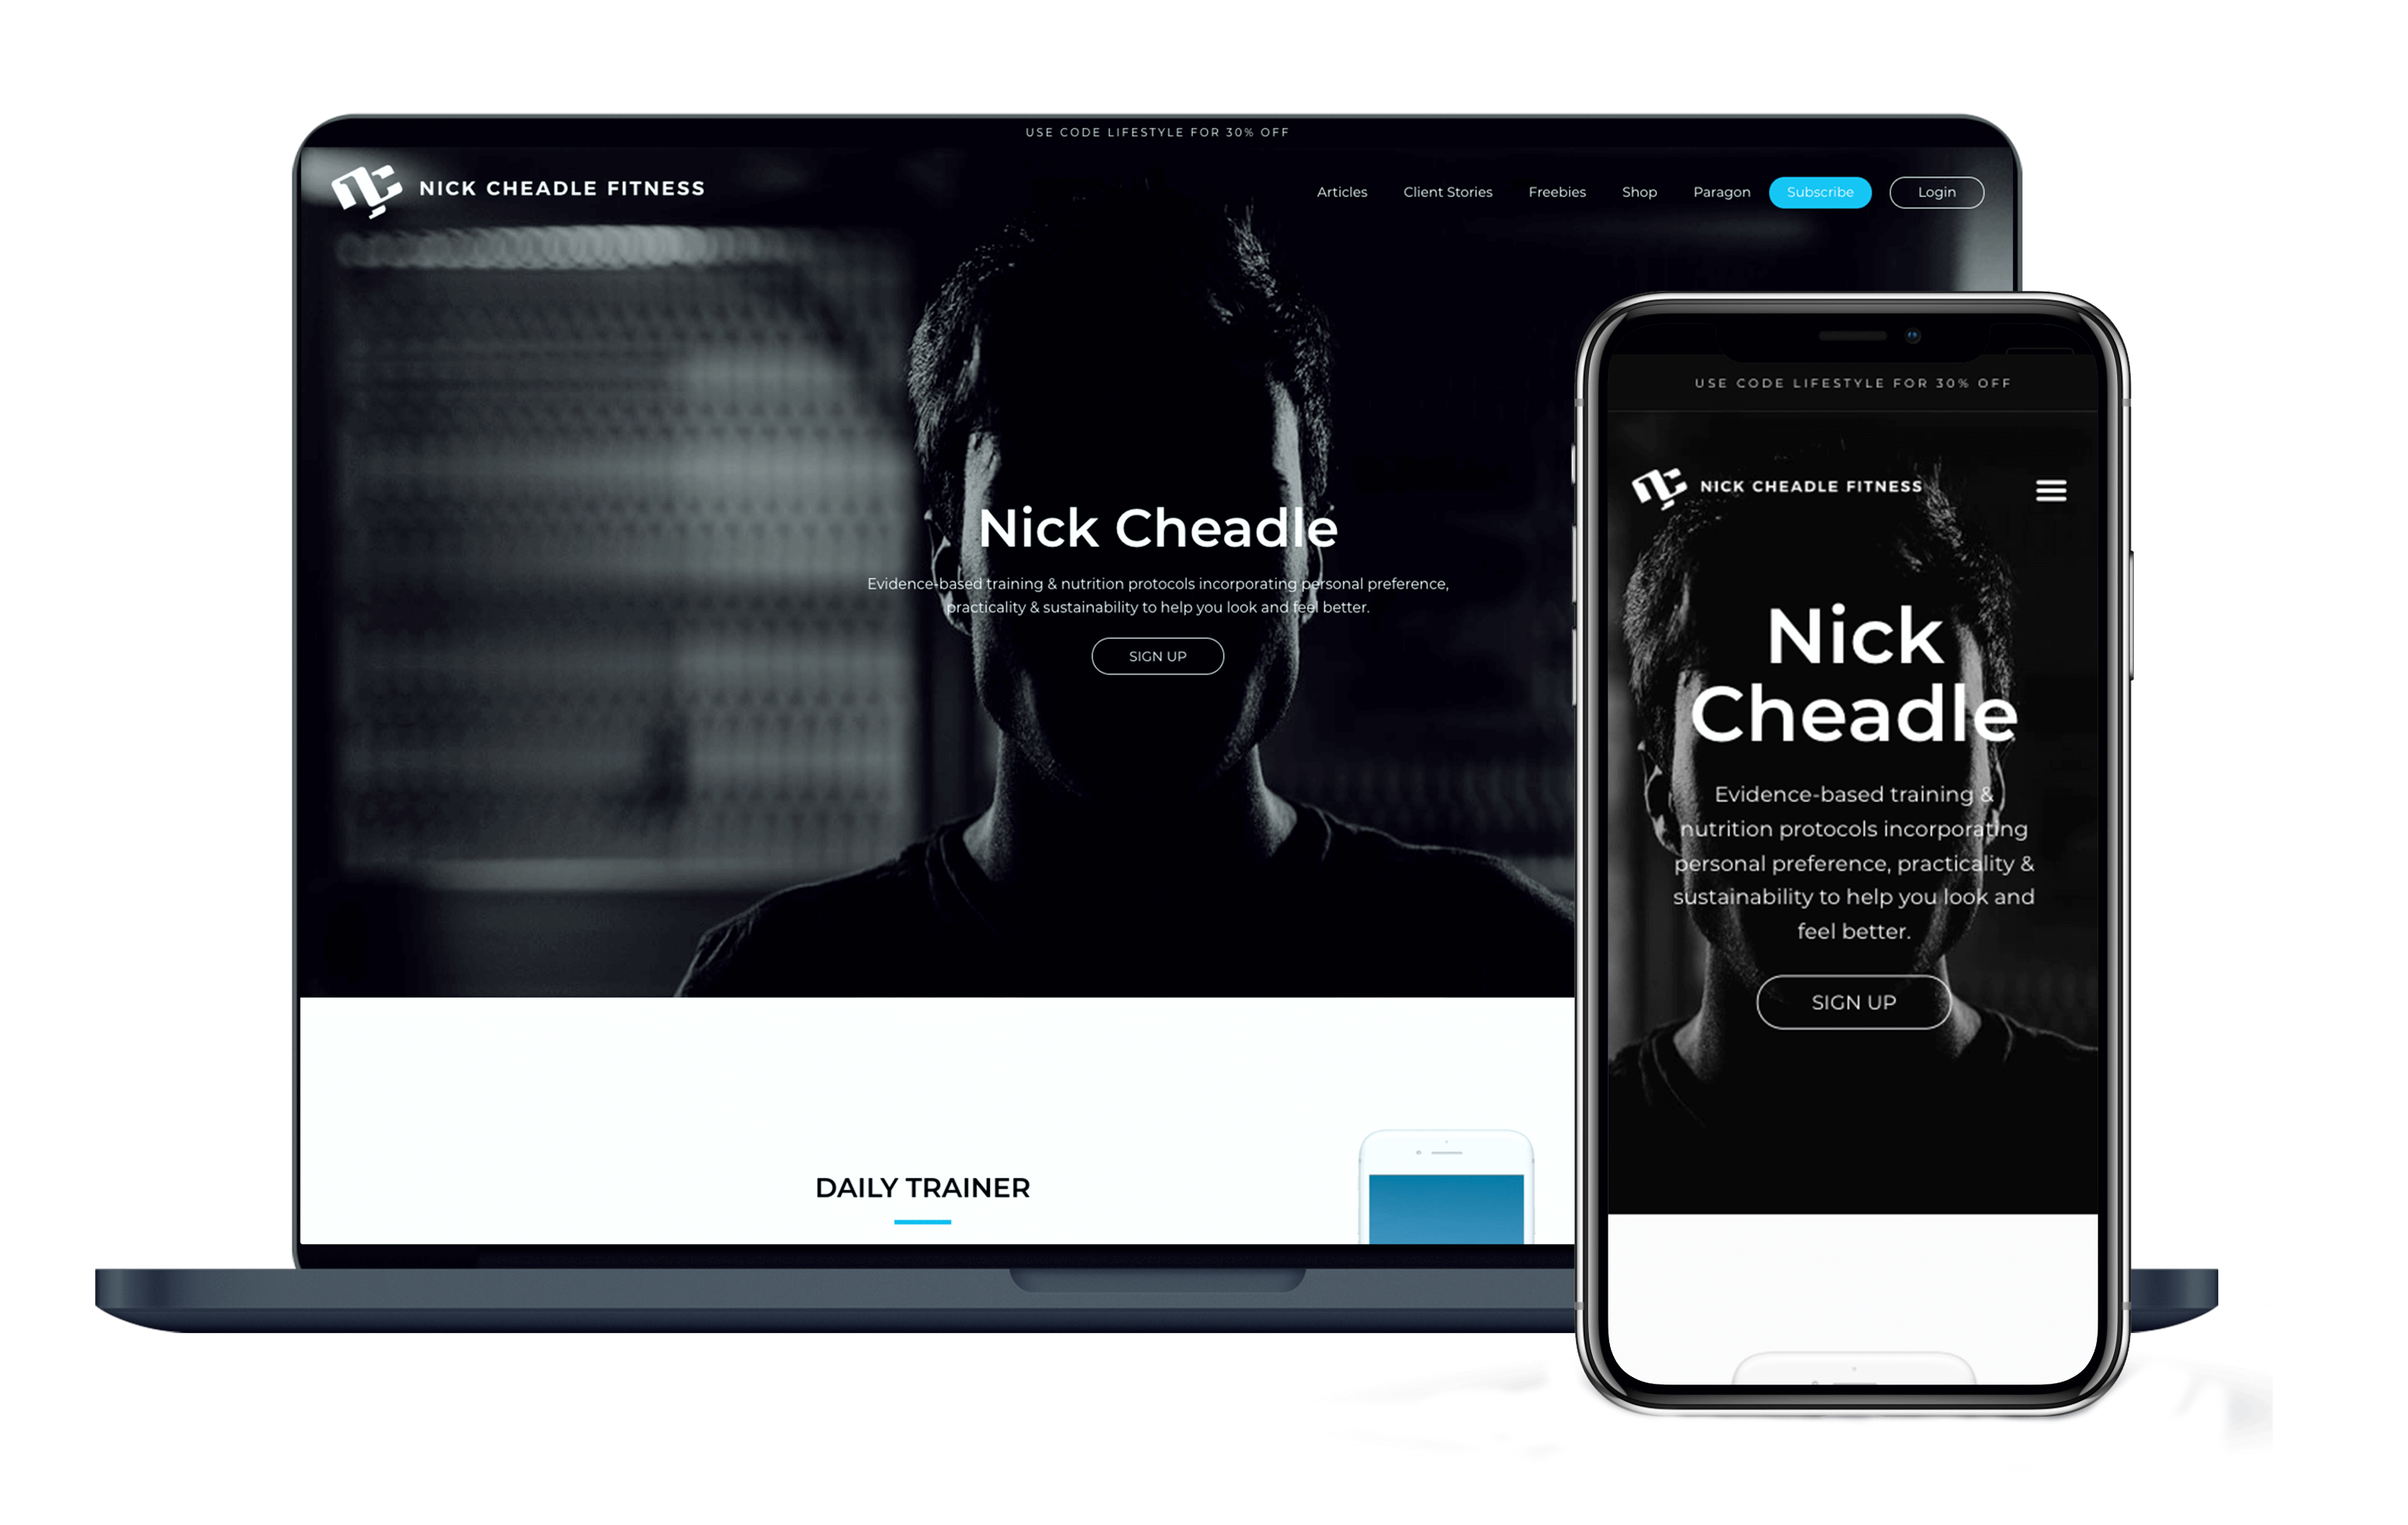 USE CODE LIFESTYLE FOR 30% OFF
NICK CHEADLE FITNESS
Articles
Client Stories
Freebies
Shop
Paragon
Subscribe
Login
Nick Cheadle
Evidence-based training & nutrition protocols incorporating personal preference,
practicality & sustainability to help you look and feel better.
SIGN UP
DAILY TRAINER
USE CODE LIFESTYLE FOR 30% OFF
NICK CHEADLE FITNESS
Nick
Cheadle
Evidence-based training &
nutrition protocols incorporating
personal preference, practicality &
sustainability to help you look and
feel better.
SIGN UP